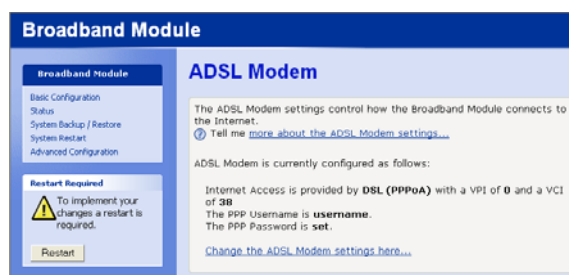 Broadband Module
Broadband Module
Basic Configuration
Status
System Backup / Restore
System Restart
Advanced Configuration
Restart Required
To implement your
changes a restart is
required.
Restart
ADSL Modem
The ADSL Modem settings control how the Broadband Module connects to
the Internet.
Tell me more about the ADSL Modem settings...
ADSL Modem is currently configured as follows:
Internet Access is provided by DSL (PPPoA) with a VPI of 0 and a VCI
of 38
The PPP Username is username.
The PPP Password is set.
Change the ADSL Modem settings here...